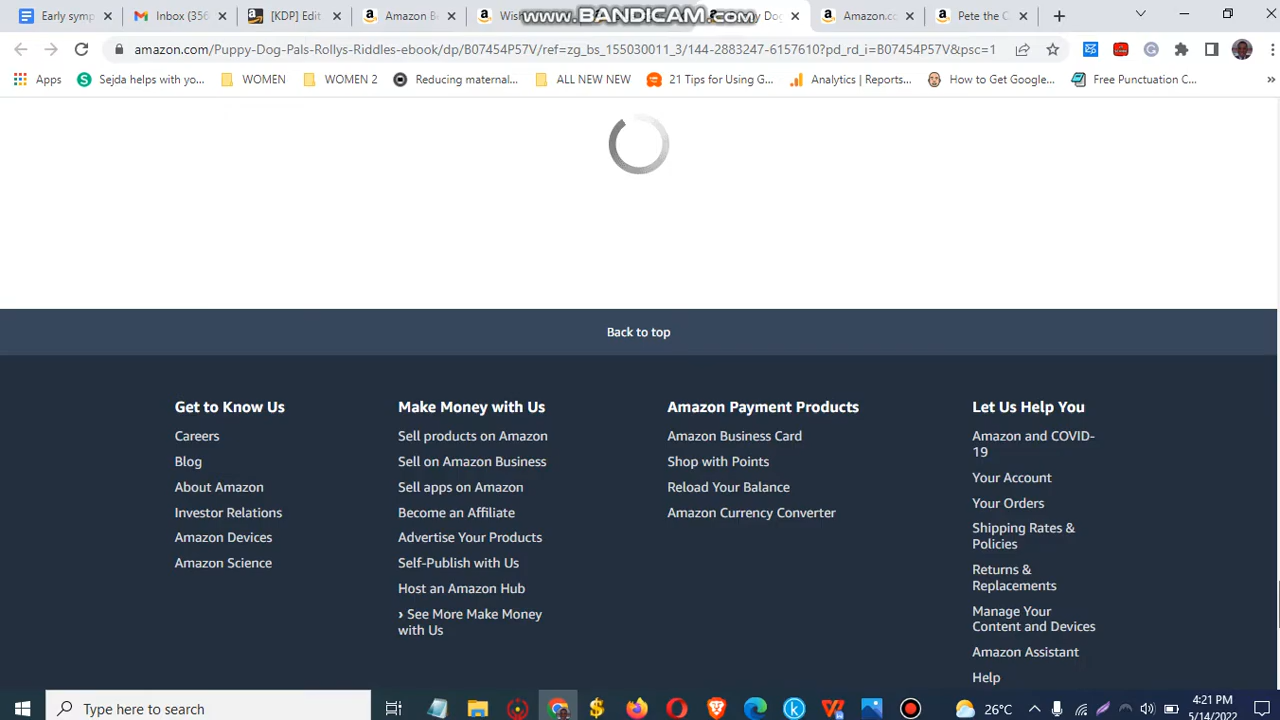 Early symp
Inbox (356
[KDP] Edit
Amazon Be
Wish
Dog
Amazon.co
Pete the C
www.BANDICAM.com
amazon.com/Puppy-Dog-Pals-Rollys-Riddles-ebook/dp/B07454P57V/ref=zg_bs_155030011_3/144-2883247-6157610?pd_rd_i=B07454P57V&psc=1
Apps
Sejda helps with yo...
WOMEN
WOMEN 2
Reducing maternal...
ALL NEW NEW
21 Tips for Using G...
Analytics | Reports...
How to Get Google...
Free Punctuation C...
»
Back to top
Get to Know Us
Careers
Blog
About Amazon
Investor Relations
Amazon Devices
Amazon Science
Make Money with Us
Sell products on Amazon
Sell on Amazon Business
Sell apps on Amazon
Become an Affiliate
Advertise Your Products
Self-Publish with Us
Host an Amazon Hub
› See More Make Money
with Us
Amazon Payment Products
Amazon Business Card
Shop with Points
Reload Your Balance
Amazon Currency Converter
Let Us Help You
Amazon and COVID-
19
Your Account
Your Orders
Shipping Rates &
Policies
Returns &
Replacements
Manage Your
Content and Devices
Amazon Assistant
Help
Type here to search
26°C
4:21 PM
5/14/2022